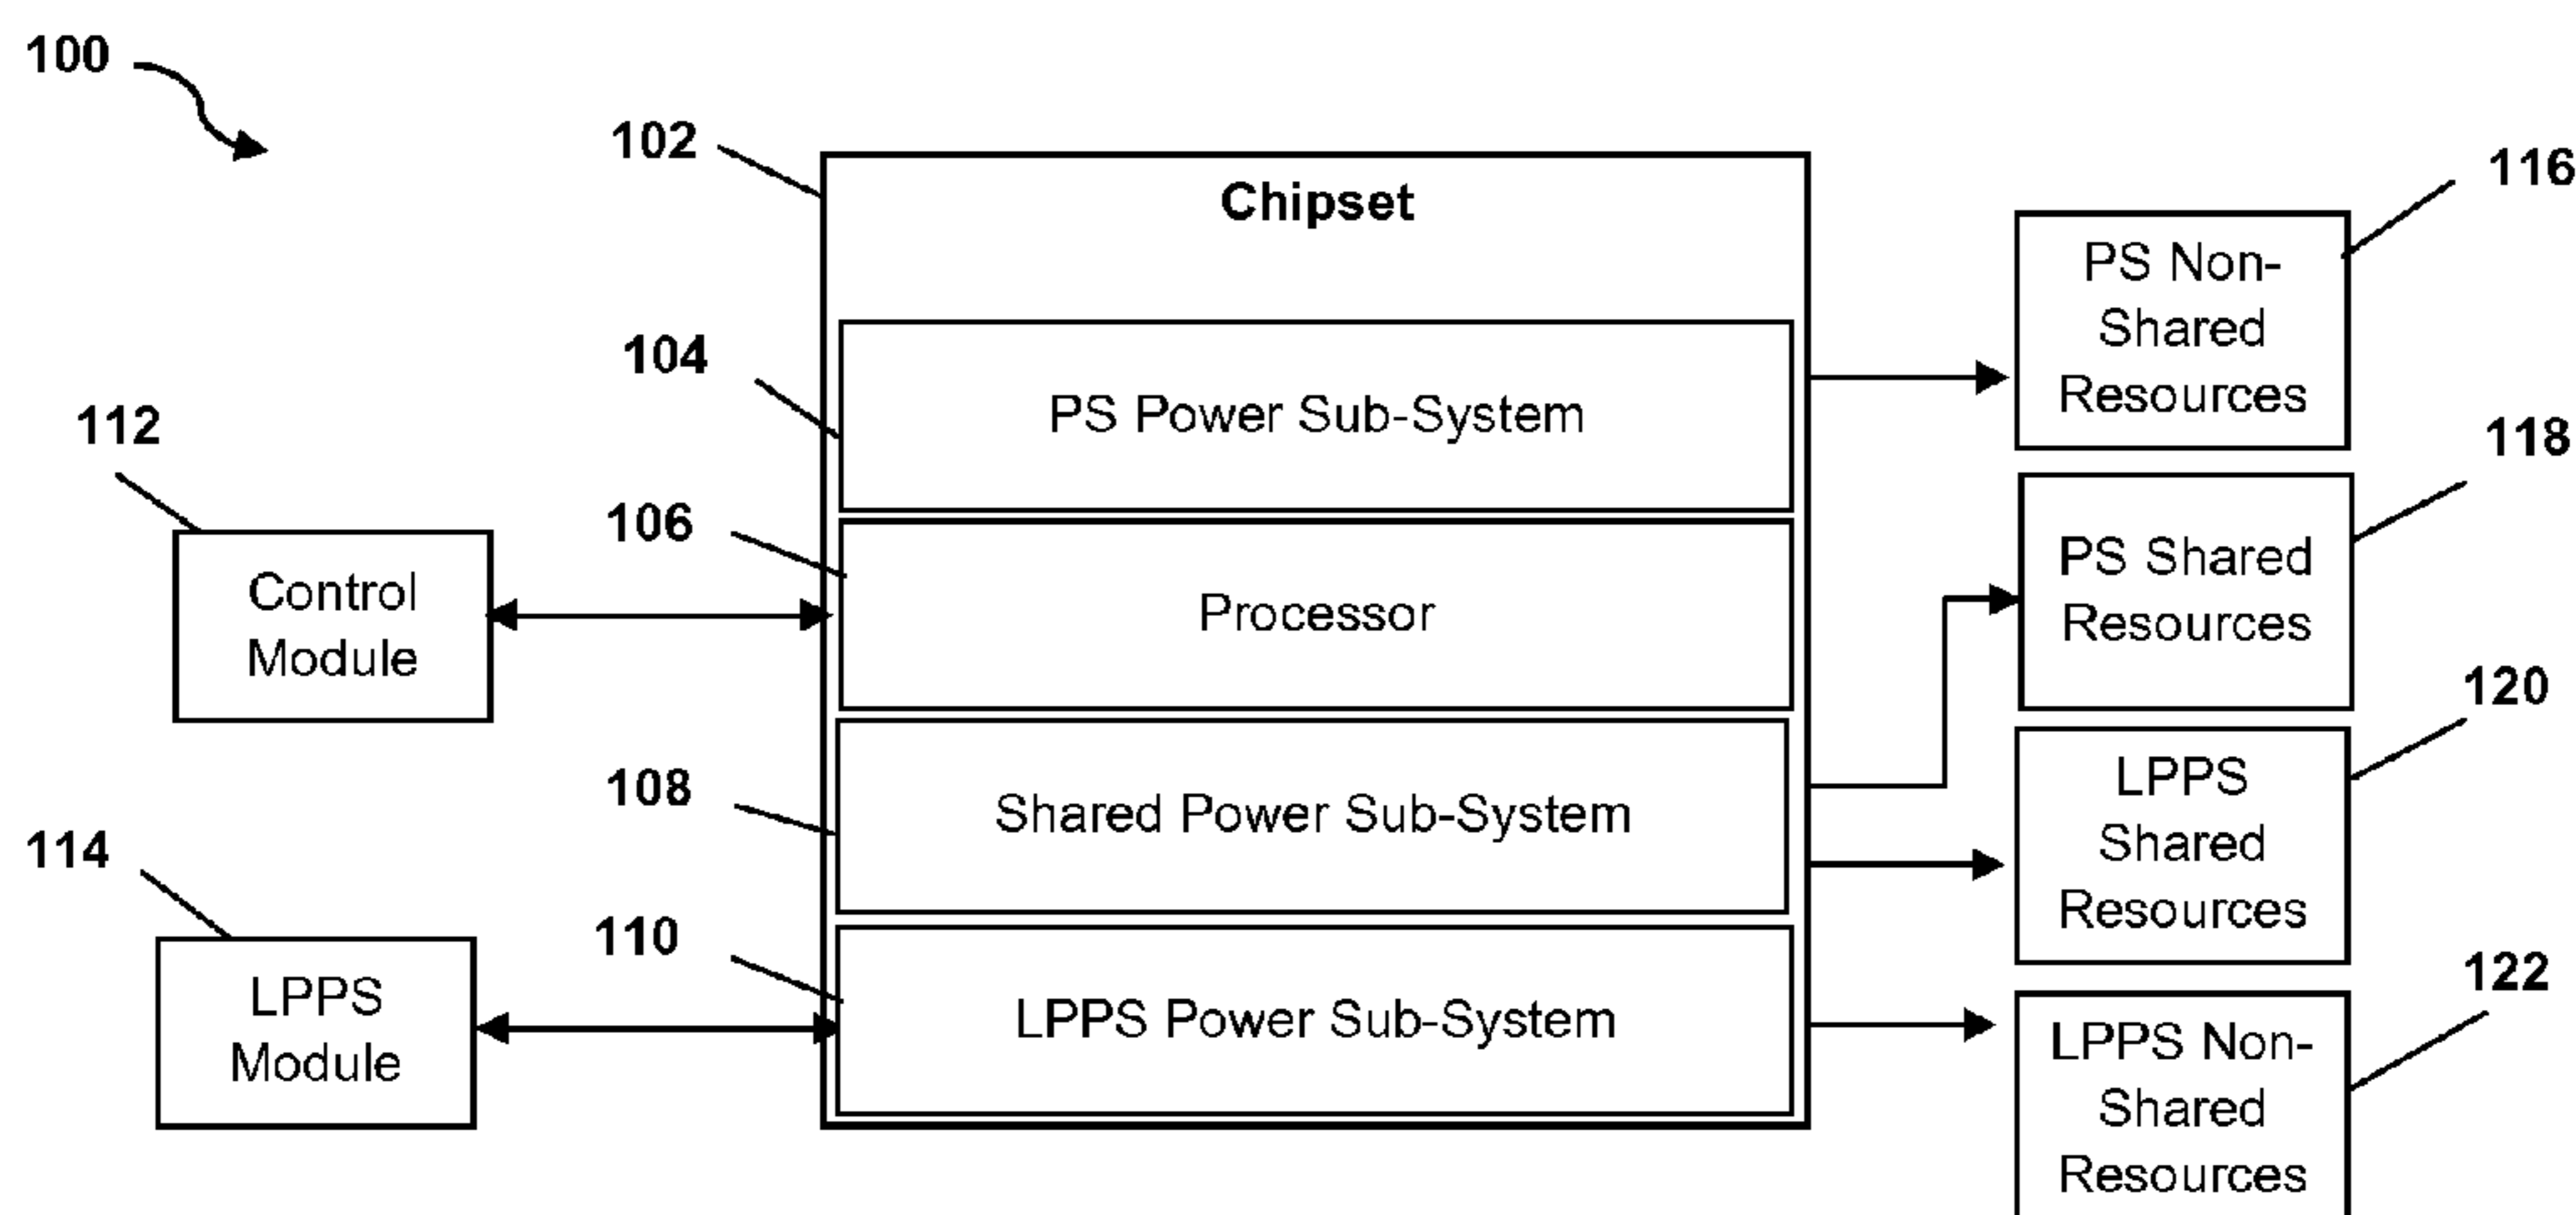 100
102
Chipset
116
PS Non-
Shared
Resources
104
PS Power Sub-System
112
118
Control
Module
106
Processor
PS Shared
Resources
108
Shared Power Sub-System
120
LPPS
Shared
Resources
114
LPPS
Module
110
LPPS Power Sub-System
122
LPPS Non-
Shared
Resources